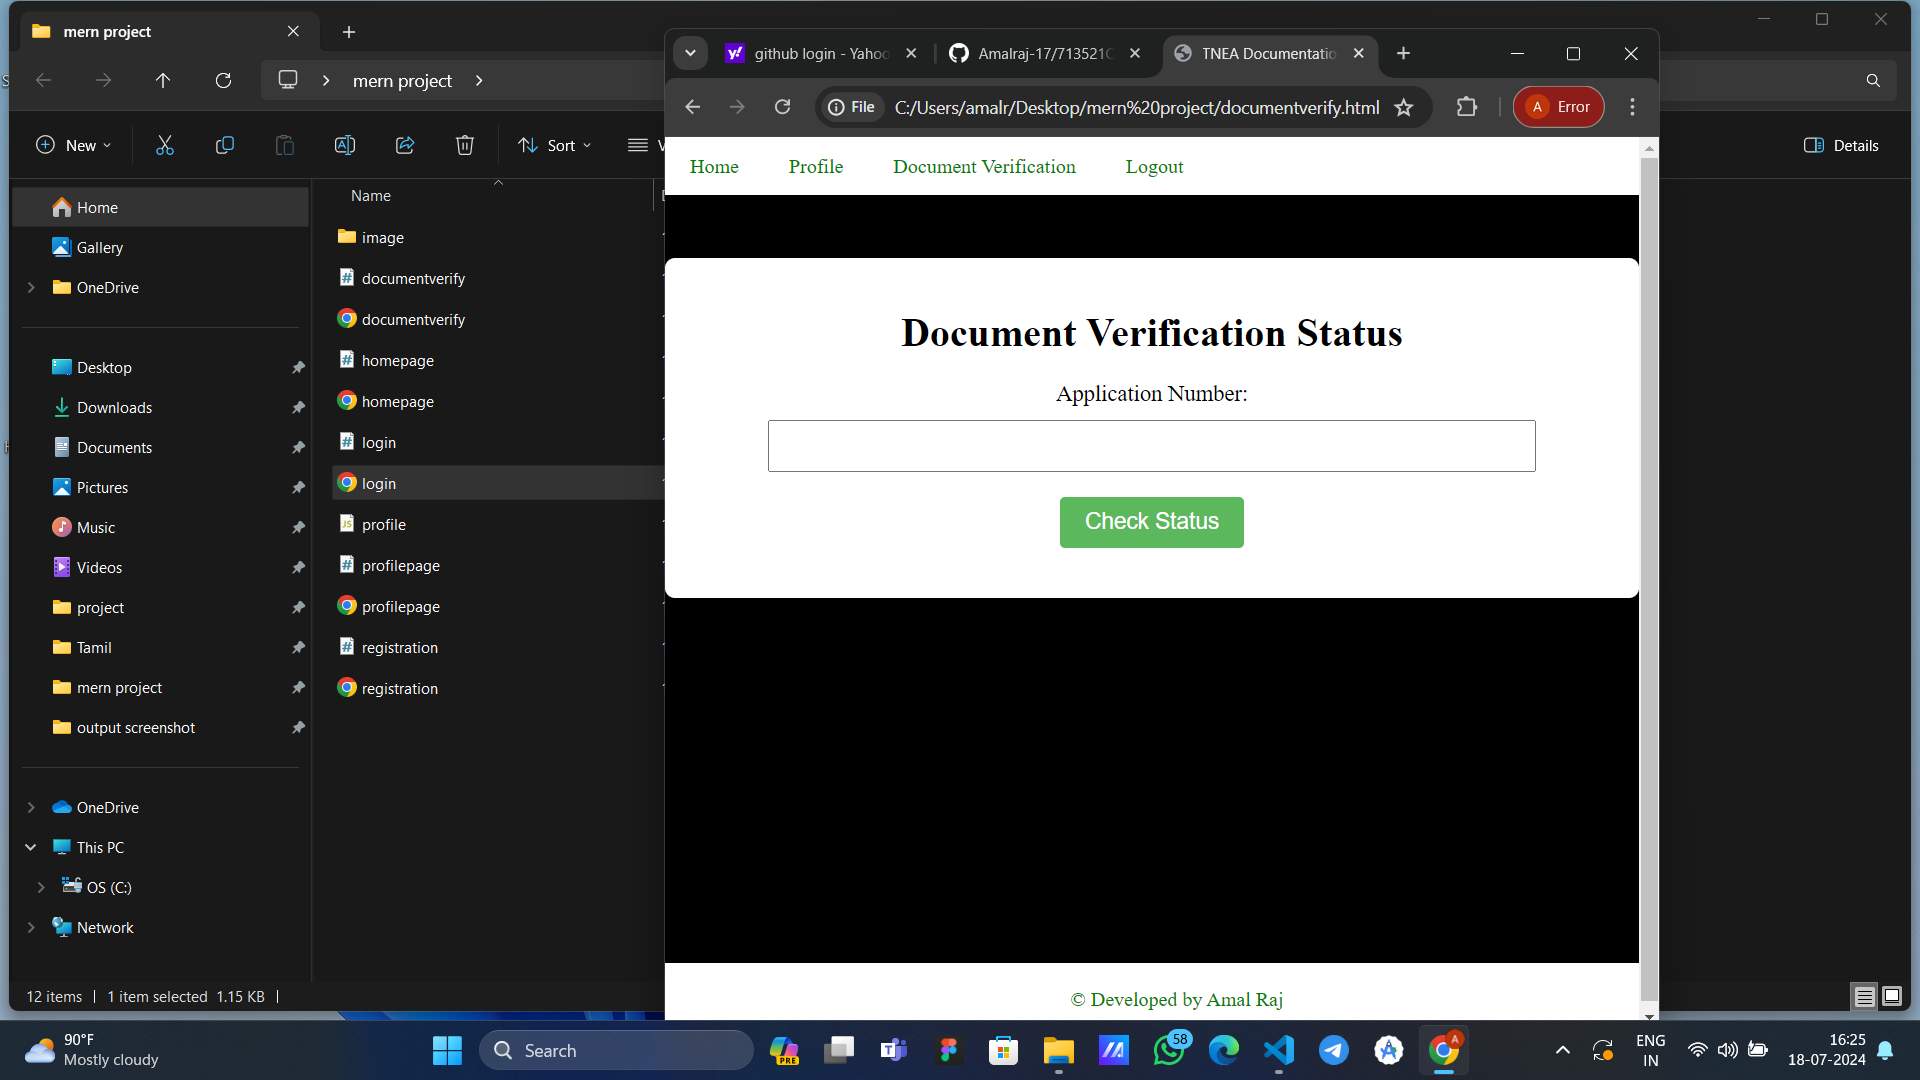 mern project
mern project
New
Sort
Details
Home
Gallery
OneDrive
Desktop
Downloads
Documents
Pictures
Music
Videos
project
Tamil
mern project
output screenshot
OneDrive
This PC
OS (C:)
Network
Name
image
documentverify
documentverify
homepage
homepage
login
login
profile
profilepage
profilepage
registration
registration
12 items
1 item selected 1.15 KB
github login - Yahoo
Amalraj-17/713521C
TNEA Documentatio
File
C:/Users/amalr/Desktop/mern%20project/documentverify.html
A
Error
Home
Profile
Document Verification
Logout
Document Verification Status
Application Number:
Check Status
© Developed by Amal Raj
90°F
Mostly cloudy
Search
PRE
58
A
ENG
IN
16:25
18-07-2024